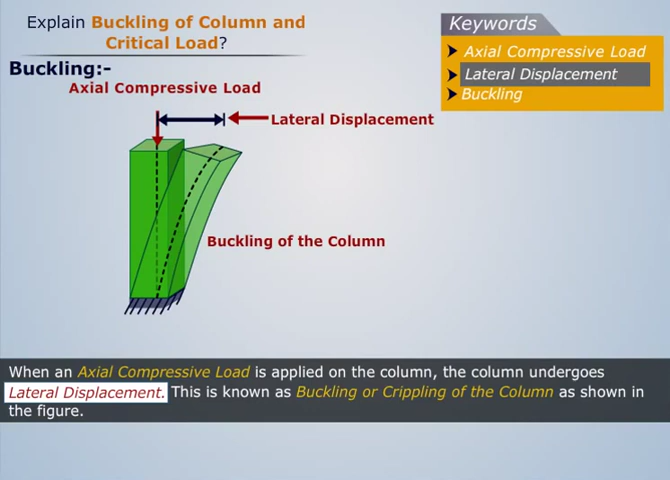 Explain Buckling of Column and
Critical Load?
Keywords
Axial Compressive Load
Lateral Displacement
Buckling
Buckling:-
Axial Compressive Load
Lateral Displacement
Buckling of the Column
When an Axial Compressive Load is applied on the column, the column undergoes
Lateral Displacement. This is known as Buckling or Crippling of the Column as shown in
the figure.